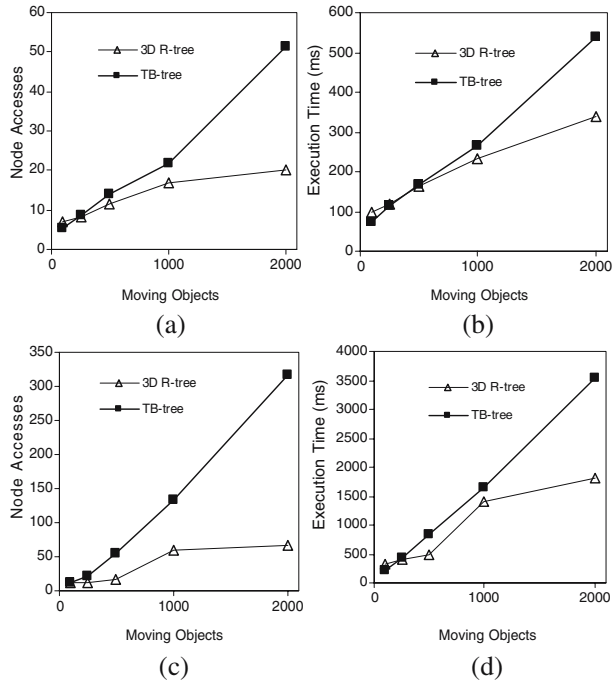 60
50
40
30
20
10
0
Node Accesses
3D R-tree
TB-tree
0 1000 2000
Moving Objects
(a)
600
500
400
300
200
100
0
Execution Time (ms)
3D R-tree
TB-tree
0 1000 2000
Moving Objects
(b)
350
300
250
200
150
100
50
0
Node Accesses
3D R-tree
TB-tree
0 1000 2000
Moving Objects
(c)
4000
3500
3000
2500
2000
1500
1000
500
0
Execution Time (ms)
3D R-tree
TB-tree
0 1000 2000
Moving Objects
(d)